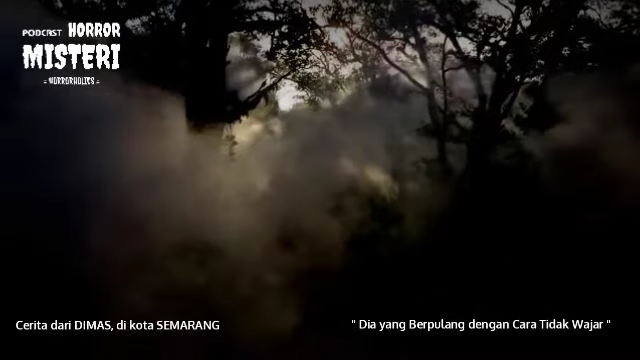 PODCAST HORROR
MISTERI
- HORRORHOLICS -
Cerita dari DIMAS, di kota SEMARANG
" Dia yang Berpulang dengan Cara Tidak Wajar "